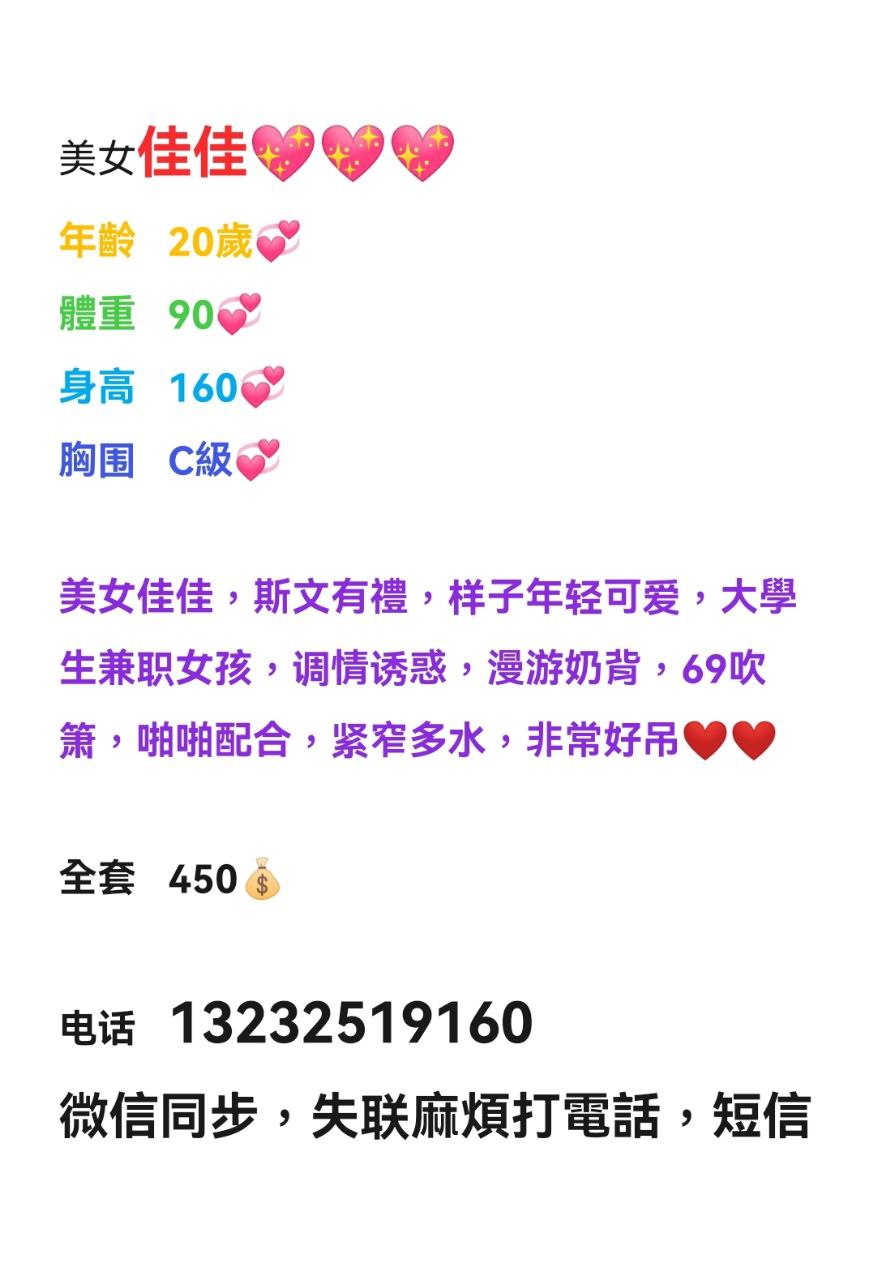 美女佳佳💖💖💖
年齡 20歲💞
體重 90💞
身高 160💞
胸围 C級💞
美女佳佳，斯文有禮，样子年轻可爱，大學
生兼职女孩，调情诱惑，漫游奶背，69吹
箫，啪啪配合，紧窄多水，非常好吊❤️❤️
全套 450💰
电话 13232519160
微信同步，失联麻煩打電話，短信